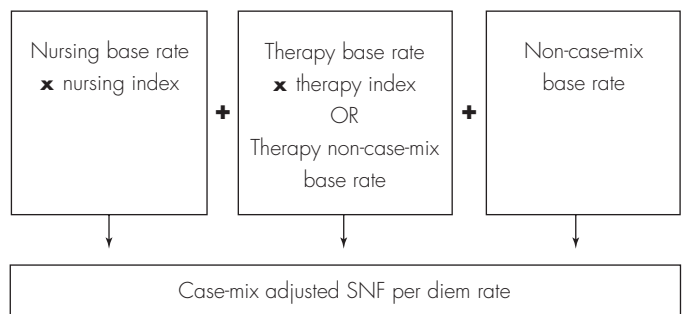 Nursing base rate
x nursing index
+
Therapy base rate
x therapy index
OR
Therapy non-case-mix
base rate
+
Non-case-mix
base rate
Case-mix adjusted SNF per diem rate